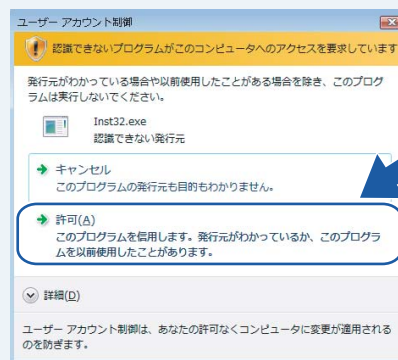 ユーザー アカウント制御
認識できないプログラムがこのコンピュータへのアクセスを要求しています
発行元がわかっている場合や以前使用したことがある場合を除き、このプログ
ラムは実行しないでください。
Inst32.exe
認識できない発行元
キャンセル
このプログラムの発行元も目的もわかりません。
許可(A)
このプログラムを信用します。発行元がわかっているか、このプログラ
ムを以前使用したことがあります。
詳細(D)
ユーザー アカウント制御は、あなたの許可なくコンピュータに変更が適用される
のを防ぎます。